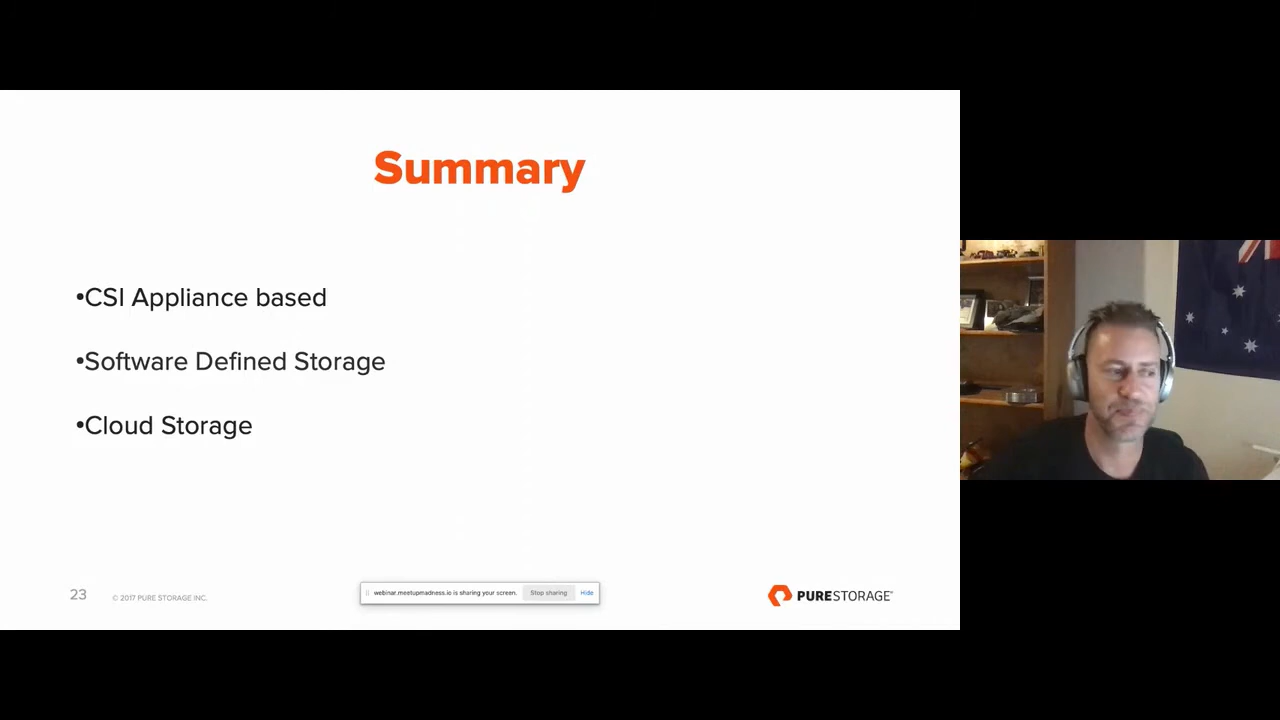 Summary
•CSI Appliance based
•Software Defined Storage
•Cloud Storage
23
© 2017 PURE STORAGE INC.
webinar.meetupmadness.io is sharing your screen.
Stop sharing
Hide
PURESTORAGE®